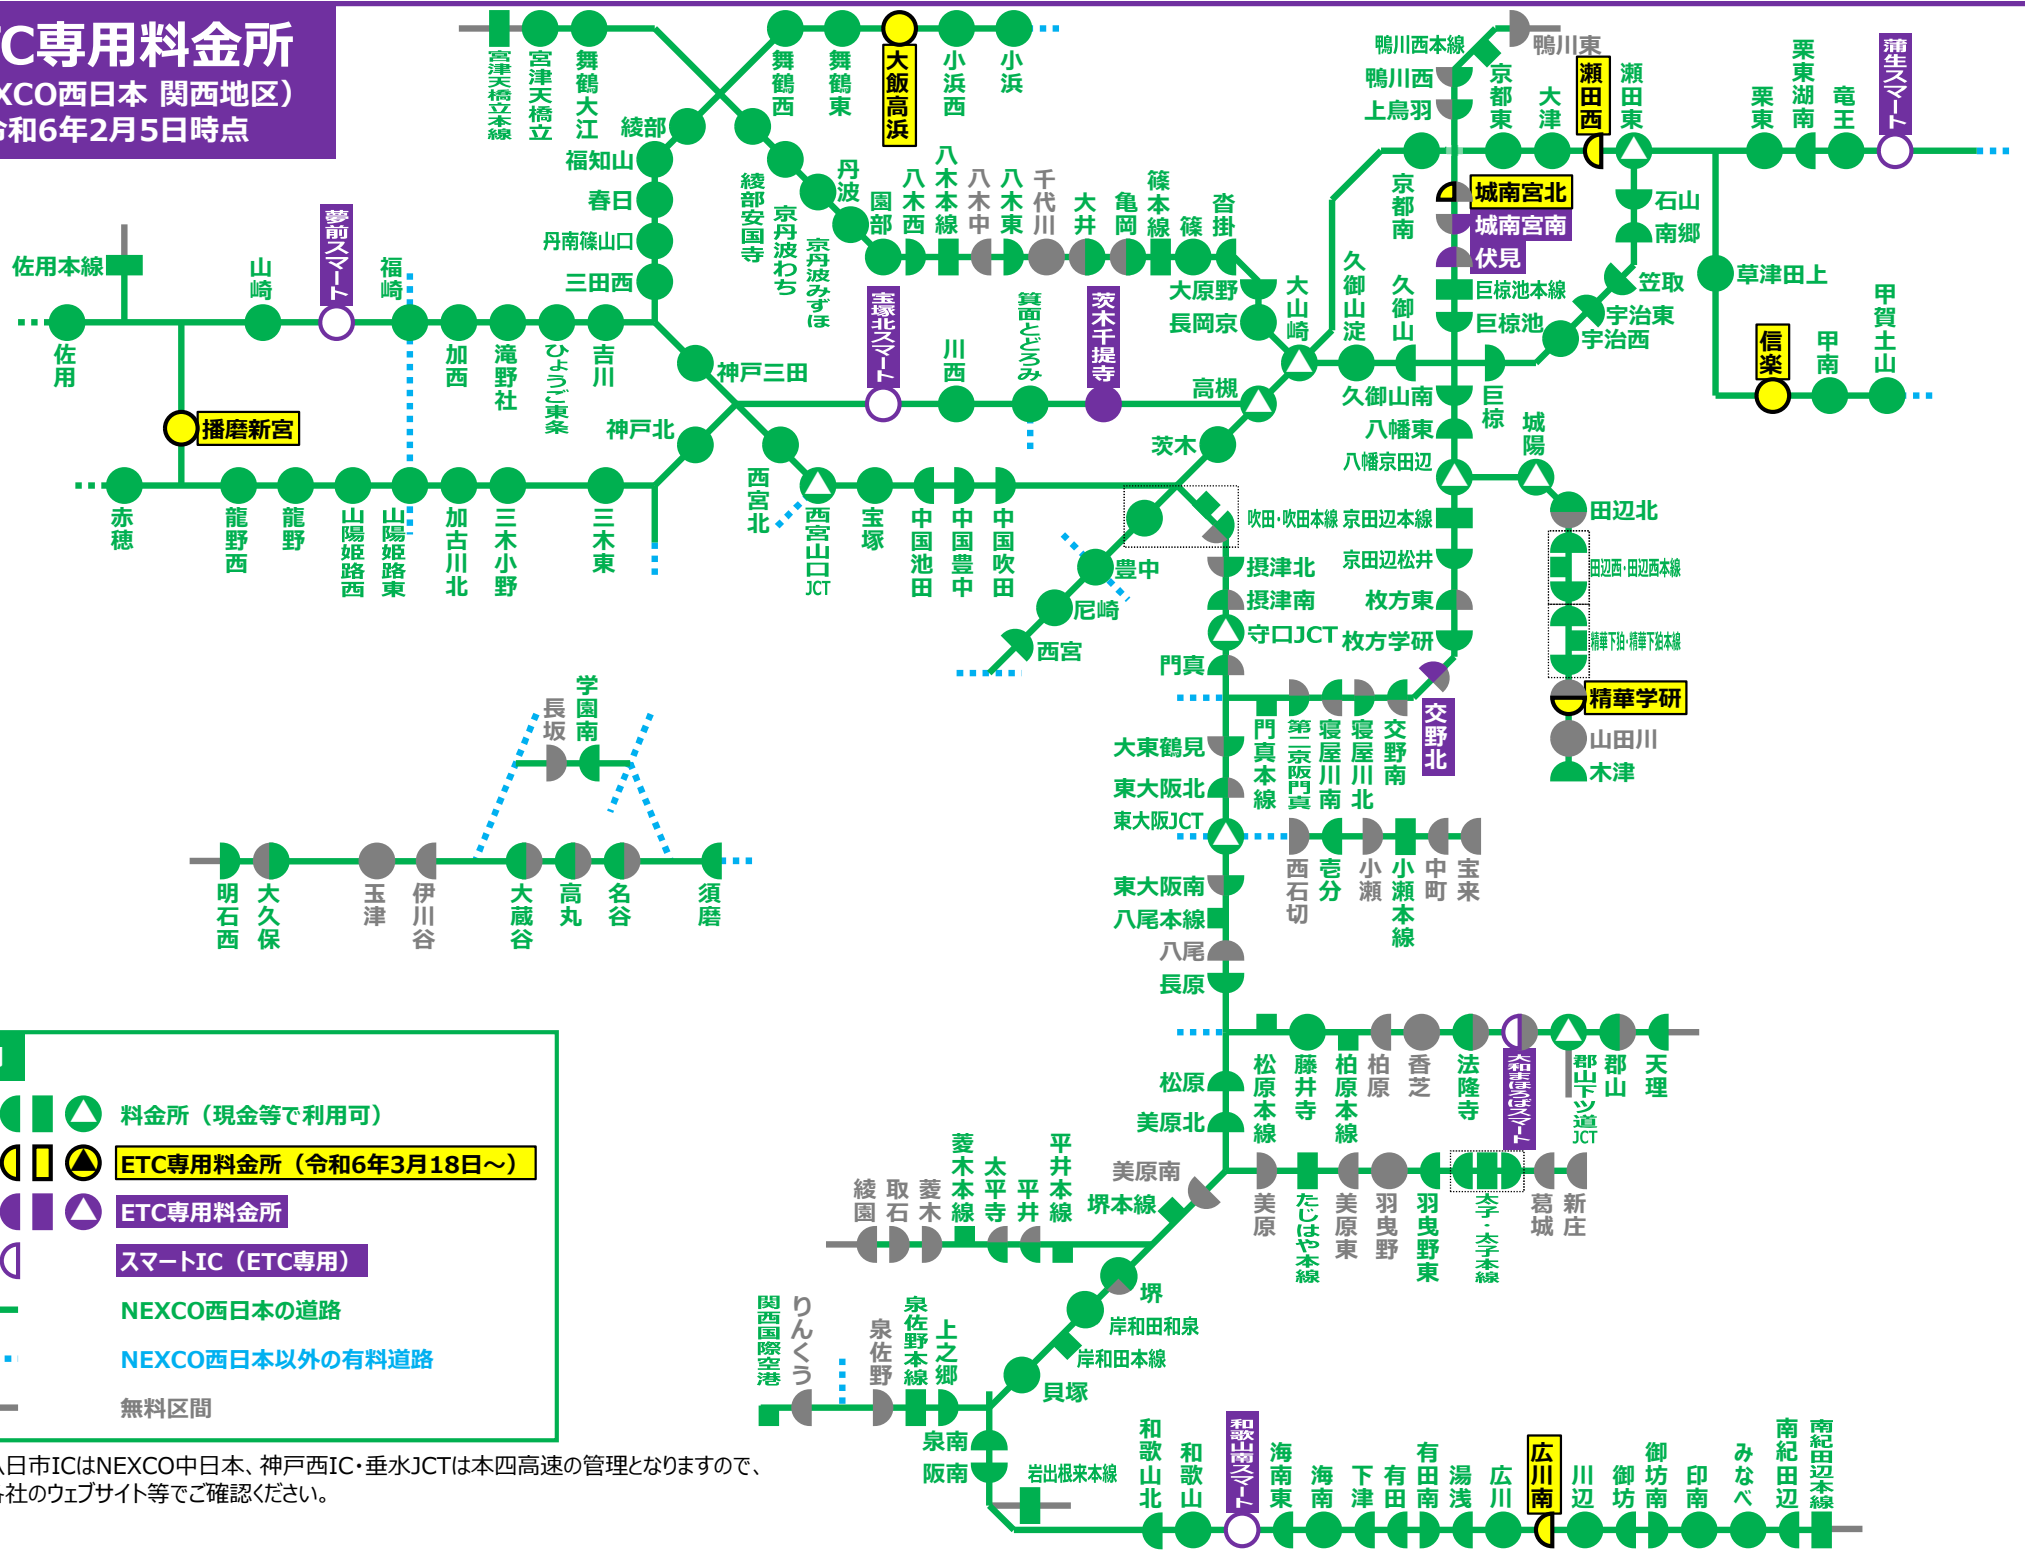 TC専用料金所
XCO西日本 関西地区）
令和6年2月5日時点
宮津天橋立本線
宮津天橋立
舞鶴大江
舞鶴西
舞鶴東
大飯高浜
小浜西
小浜
綾部
福知山
春日
丹南篠山口
三田西
綾部安国寺
京丹波わち
京丹波みずほ
丹波
園部
八木西
八木本線
八木中
八木東
千代川
大井
亀岡
篠本線
篠
沓掛
大原野
長岡京
大山崎
鴨川西本線
鴨川東
鴨川西
上鳥羽
京都南
京都東
大津
瀬田西
瀬田東
栗東
栗東湖南
竜王
蒲生スマート
城南宮北
城南宮南
伏見
巨椋池本線
巨椋池
石山
南郷
笠取
宇治東
宇治西
草津田上
信楽
甲南
甲賀土山
久御山淀
久御山
巨椋
久御山南
八幡東
八幡京田辺
城陽
田辺北
田辺西・田辺西本線
精華下狛・精華下狛本線
精華学研
山田川
木津
京田辺本線
京田辺松井
枚方東
枚方学研
交野北
交野南
寝屋川北
寝屋川南
第二京阪門真
門真本線
佐用本線
佐用
山崎
夢前スマート
福崎
加西
滝野社
ひょうご東条
吉川
神戸三田
神戸北
宝塚北スマート
川西
箕面とどろみ
茨木千提寺
高槻
茨木
播磨新宮
赤穂
龍野西
龍野
山陽姫路西
山陽姫路東
加古川北
三木小野
三木東
西宮北
西宮山口JCT
宝塚
中国池田
中国豊中
中国吹田
吹田・吹田本線
豊中
尼崎
西宮
摂津北
摂津南
守口JCT
門真
大東鶴見
東大阪北
東大阪JCT
東大阪南
八尾本線
八尾
長原
西石切
壱分
小瀬
小瀬本線
中町
宝来
長坂
学園南
明石西
大久保
玉津
伊川谷
大蔵谷
高丸
名谷
須磨
松原
美原北
松原本線
藤井寺
柏原本線
柏原
香芝
法隆寺
大和まほろばスマート
郡山下ツ道JCT
郡山
天理
美原南
美原
たじはや本線
美原東
羽曳野
羽曳野東
太子・太子本線
葛城
新庄
堺本線
綾園
取石
菱木
菱木本線
太平寺
平井
平井本線
堺
岸和田和泉
岸和田本線
貝塚
関西国際空港
りんくう
泉佐野
泉佐野本線
上之郷
泉南
阪南
岩出根来本線
和歌山北
和歌山
和歌山南スマート
海南東
海南
下津
有田
有田南
湯浅
広川
広川南
川辺
御坊
御坊南
印南
みなべ
南紀田辺
南紀田辺本線
料金所（現金等で利用可）
ETC専用料金所（令和6年3月18日～）
ETC専用料金所
スマートIC（ETC専用）
NEXCO西日本の道路
NEXCO西日本以外の有料道路
無料区間
八日市ICはNEXCO中日本、神戸西IC・垂水JCTは本四高速の管理となりますので、
各社のウェブサイト等でご確認ください。